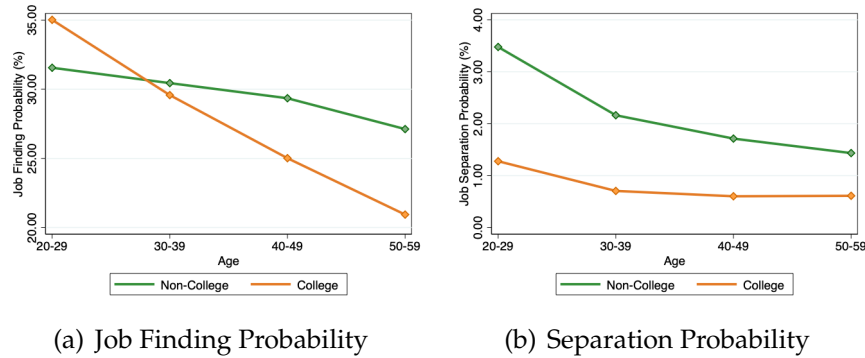 Job Finding Probability (%)
35.00
30.00
25.00
20.00
20-29
30-39
40-49
50-59
Age
Non-College
College
(a) Job Finding Probability
Job Separation Probability (%)
4.00
3.00
2.00
1.00
0.00
20-29
30-39
40-49
50-59
Age
Non-College
College
(b) Separation Probability